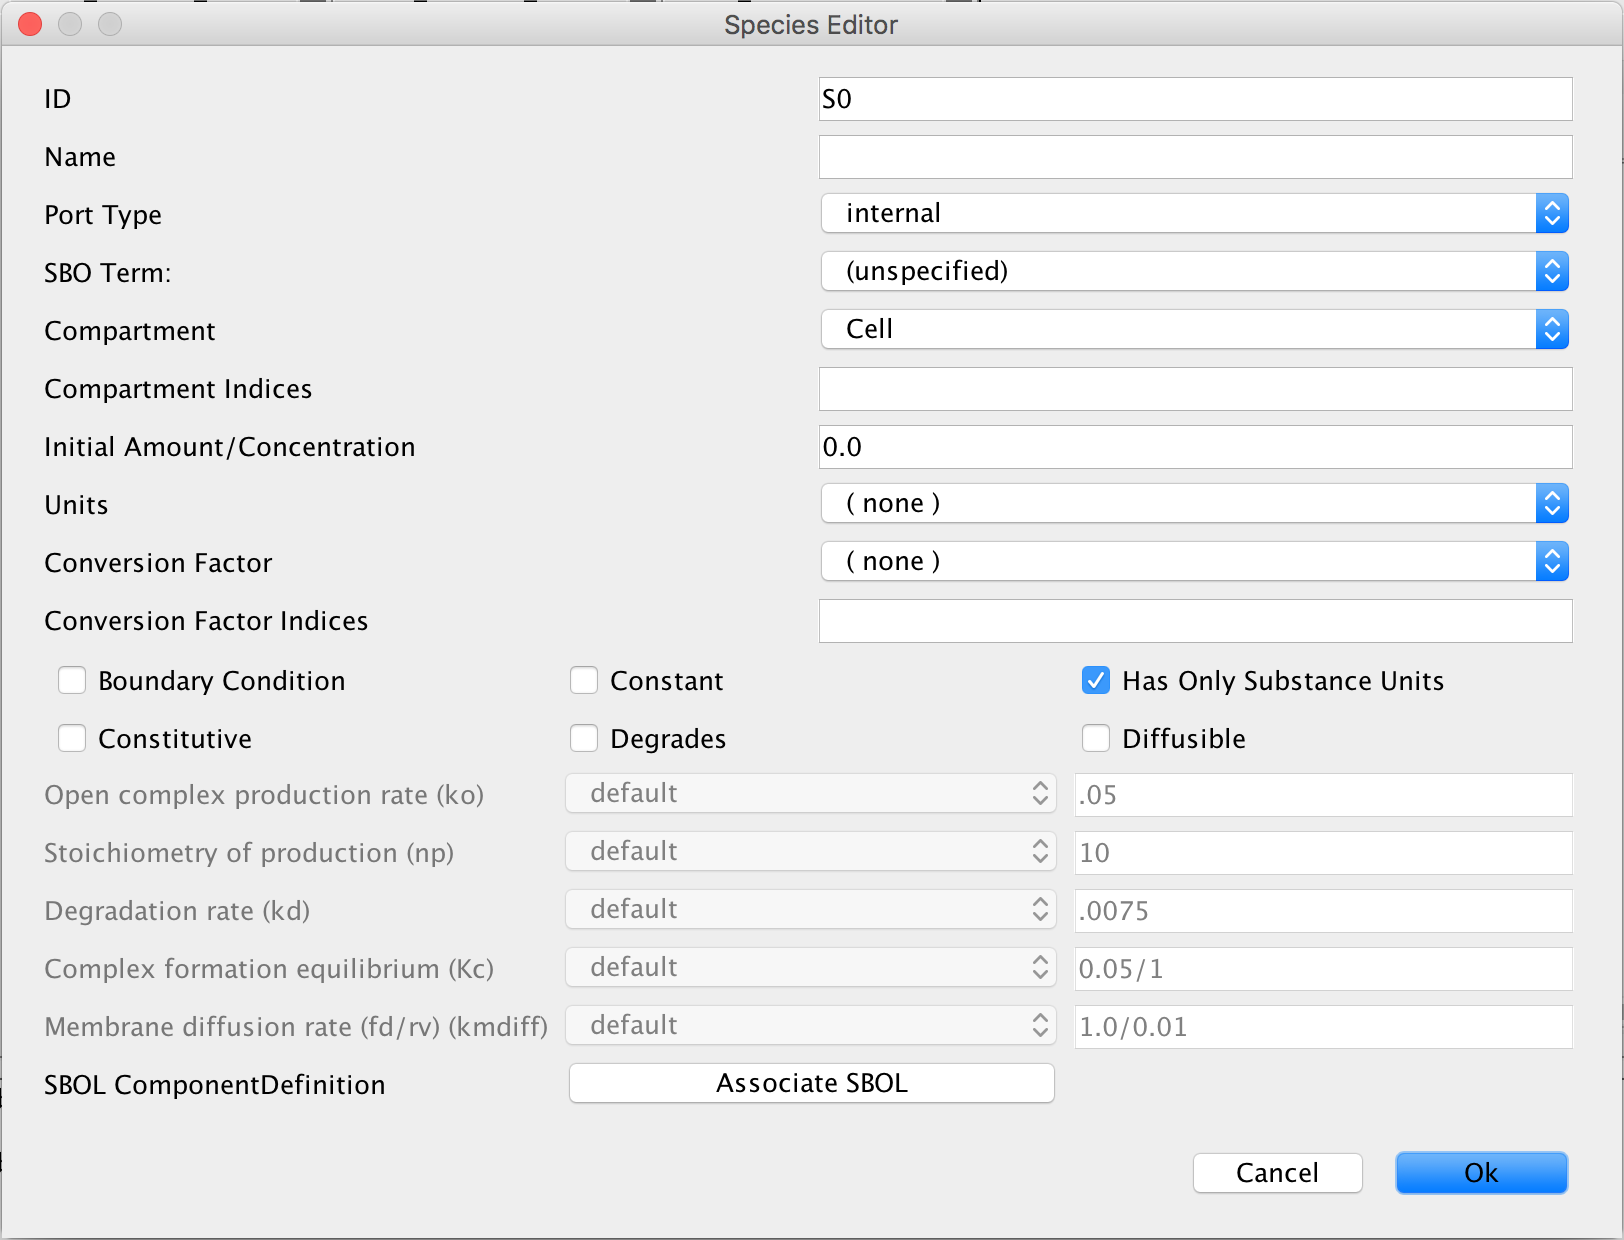 Species Editor
ID S0
Name
Port Type internal
SBO Term: (unspecified)
Compartment Cell
Compartment Indices
Initial Amount/Concentration 0.0
Units ( none )
Conversion Factor ( none )
Conversion Factor Indices
Boundary Condition Constant Has Only Substance Units
Constitutive Degrades Diffusible
Open complex production rate (ko) default .05
Stoichiometry of production (np) default 10
Degradation rate (kd) default .0075
Complex formation equilibrium (Kc) default 0.05/1
Membrane diffusion rate (fd/rv) (kmdiff) default 1.0/0.01
SBOL ComponentDefinition Associate SBOL
Cancel Ok